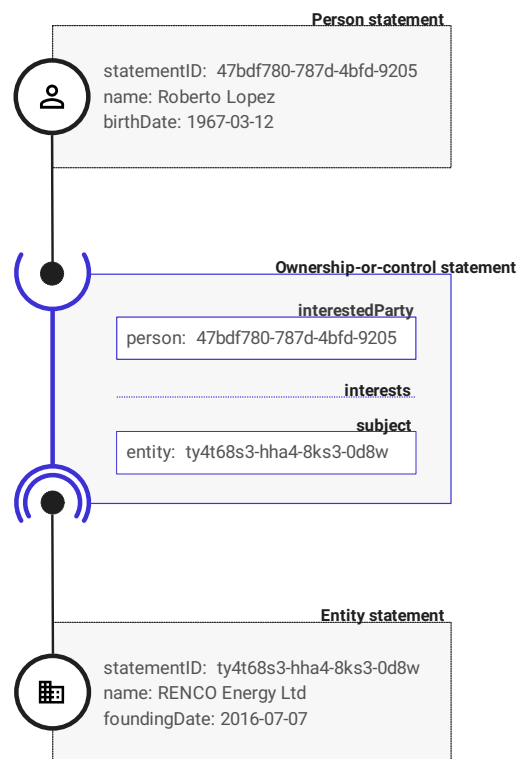 Person statement
statementID: 47bdf780-787d-4bfd-9205
name: Roberto Lopez
birthDate: 1967-03-12
Ownership-or-control statement
interestedParty
person: 47bdf780-787d-4bfd-9205
interests
subject
entity: ty4t68s3-hha4-8ks3-0d8w
Entity statement
statementID: ty4t68s3-hha4-8ks3-0d8w
name: RENCO Energy Ltd
foundingDate: 2016-07-07